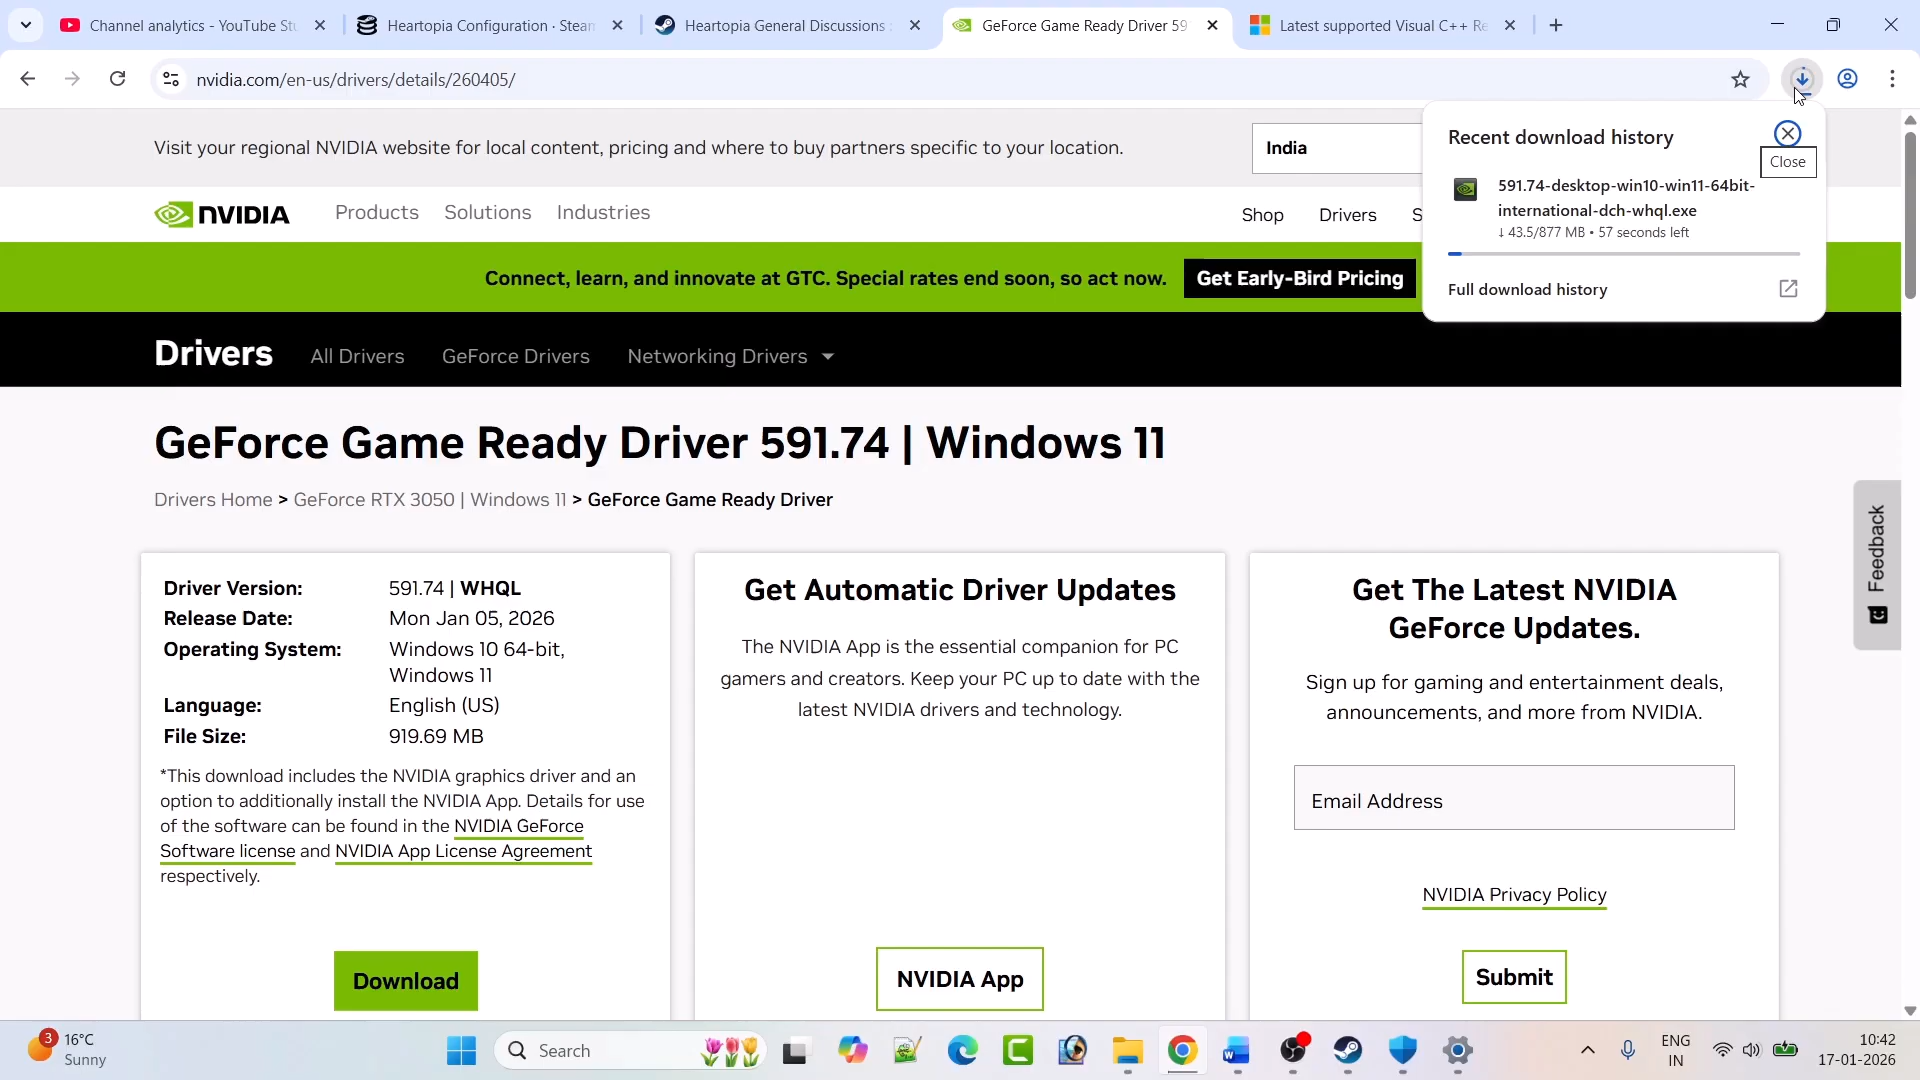 Channel analytics - YouTube Stu
Heartopia Configuration · Steam
Heartopia General Discussions :
GeForce Game Ready Driver 59
Latest supported Visual C++ Re
nvidia.com/en-us/drivers/details/260405/
Visit your regional NVIDIA website for local content, pricing and where to buy partners specific to your location.
India
Recent download history
Close
591.74-desktop-win10-win11-64bit-
international-dch-whql.exe
↓ 43.5/877 MB • 57 seconds left
Full download history
NVIDIA
Products
Solutions
Industries
Shop
Drivers
S
Connect, learn, and innovate at GTC. Special rates end soon, so act now.
Get Early-Bird Pricing
Drivers
All Drivers
GeForce Drivers
Networking Drivers
GeForce Game Ready Driver 591.74 | Windows 11
Drivers Home > GeForce RTX 3050 | Windows 11 > GeForce Game Ready Driver
Feedback
Driver Version: 591.74 | WHQL
Release Date: Mon Jan 05, 2026
Operating System: Windows 10 64-bit,
Windows 11
Language: English (US)
File Size: 919.69 MB
*This download includes the NVIDIA graphics driver and an
option to additionally install the NVIDIA App. Details for use
of the software can be found in the NVIDIA GeForce
Software license and NVIDIA App License Agreement
respectively.
Download
Get Automatic Driver Updates
The NVIDIA App is the essential companion for PC
gamers and creators. Keep your PC up to date with the
latest NVIDIA drivers and technology.
NVIDIA App
Get The Latest NVIDIA
GeForce Updates.
Sign up for gaming and entertainment deals,
announcements, and more from NVIDIA.
Email Address
NVIDIA Privacy Policy
Submit
3
16°C
Sunny
Search
ENG
IN
10:42
17-01-2026